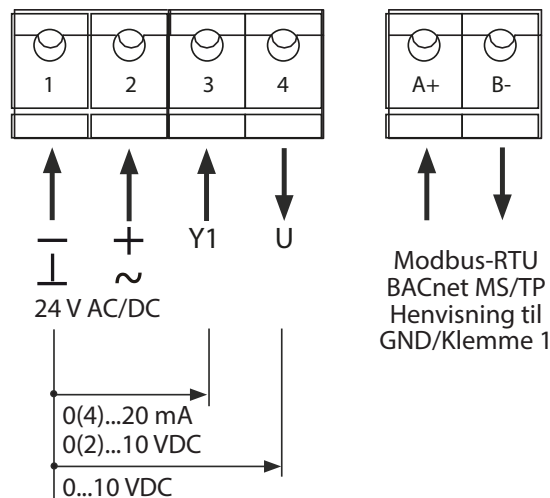 1 2 3 4
A+ B-
— + Y1 U
⊥ ~
24 V AC/DC
Modbus-RTU
BACnet MS/TP
Henvisning til
GND/Klemme 1
0(4)...20 mA
0(2)...10 VDC
0...10 VDC